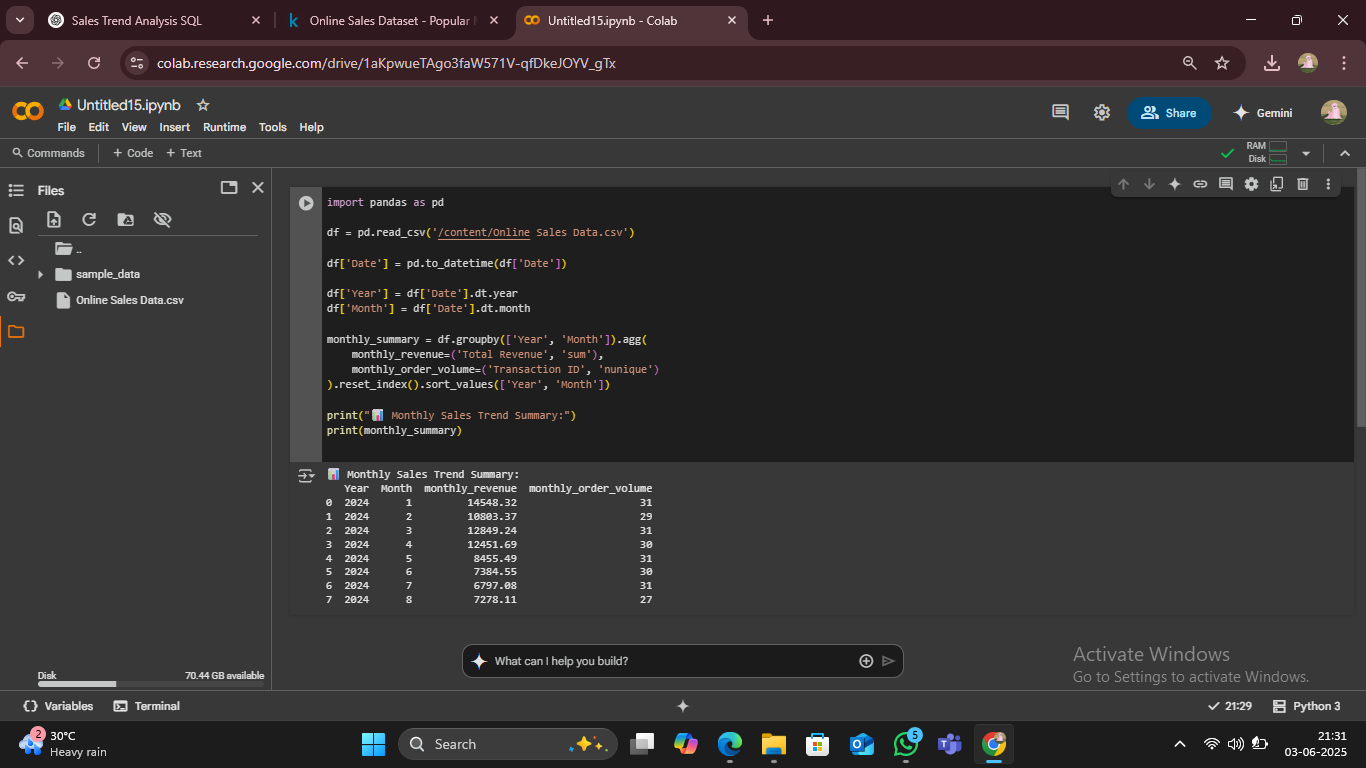 Sales Trend Analysis SQL
Online Sales Dataset - Popular
Untitled15.ipynb - Colab
colab.research.google.com/drive/1aKpwueTAgo3faW571V-qfDkeJOYV_gTx
Untitled15.ipynb
Share
Gemini
File Edit View Insert Runtime Tools Help
Commands + Code + Text
RAM
Disk
Files
..
sample_data
Online Sales Data.csv
import pandas as pd
df = pd.read_csv('/content/Online Sales Data.csv')
df['Date'] = pd.to_datetime(df['Date'])
df['Year'] = df['Date'].dt.year
df['Month'] = df['Date'].dt.month
monthly_summary = df.groupby(['Year', 'Month']).agg(
    monthly_revenue=('Total Revenue', 'sum'),
    monthly_order_volume=('Transaction ID', 'nunique')
).reset_index().sort_values(['Year', 'Month'])
print("📊 Monthly Sales Trend Summary:")
print(monthly_summary)
📊 Monthly Sales Trend Summary:
Year Month monthly_revenue monthly_order_volume
0 2024 1 14548.32 31
1 2024 2 10803.37 29
2 2024 3 12849.24 31
3 2024 4 12451.69 30
4 2024 5 8455.49 31
5 2024 6 7384.55 30
6 2024 7 6797.08 31
7 2024 8 7278.11 27
What can I help you build?
Activate Windows
Go to Settings to activate Windows.
Disk 70.44 GB available
Variables Terminal
21:29 Python 3
2
30°C
Heavy rain
Search
5
21:31
03-06-2025